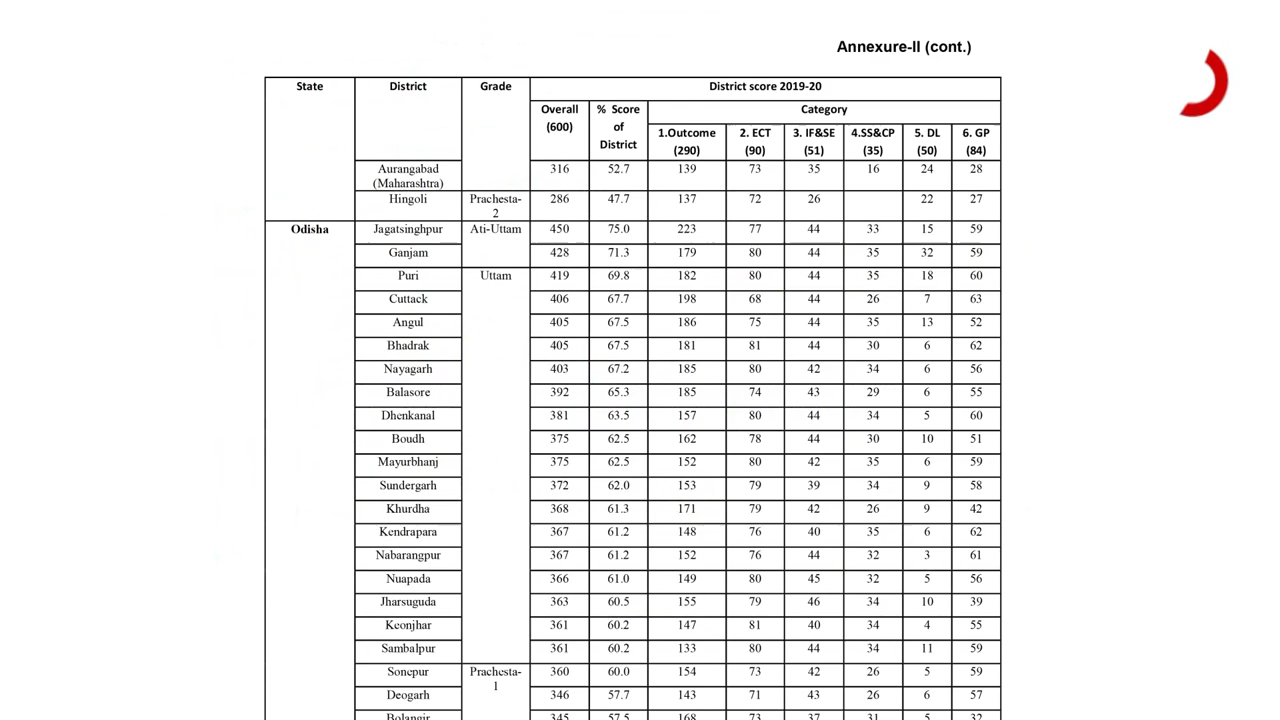 Annexure-II (cont.)
State District Grade District score 2019-20
Overall (600) % Score of District Category
1.Outcome (290) 2. ECT (90) 3. IF&SE (51) 4.SS&CP (35) 5. DL (50) 6. GP (84)
Aurangabad (Maharashtra) 316 52.7 139 73 35 16 24 28
Hingoli Prachesta-2 286 47.7 137 72 26 22 27
Odisha Jagatsinghpur Ati-Uttam 450 75.0 223 77 44 33 15 59
Ganjam 428 71.3 179 80 44 35 32 59
Puri Uttam 419 69.8 182 80 44 35 18 60
Cuttack 406 67.7 198 68 44 26 7 63
Angul 405 67.5 186 75 44 35 13 52
Bhadrak 405 67.5 181 81 44 30 6 62
Nayagarh 403 67.2 185 80 42 34 6 56
Balasore 392 65.3 185 74 43 29 6 55
Dhenkanal 381 63.5 157 80 44 34 5 60
Boudh 375 62.5 162 78 44 30 10 51
Mayurbhanj 375 62.5 152 80 42 35 6 59
Sundergarh 372 62.0 153 79 39 34 9 58
Khurdha 368 61.3 171 79 42 26 9 42
Kendrapara 367 61.2 148 76 40 35 6 62
Nabarangpur 367 61.2 152 76 44 32 3 61
Nuapada 366 61.0 149 80 45 32 5 56
Jharsuguda 363 60.5 155 79 46 34 10 39
Keonjhar 361 60.2 147 81 40 34 4 55
Sambalpur 361 60.2 133 80 44 34 11 59
Sonepur Prachesta-1 360 60.0 154 73 42 26 5 59
Deogarh 346 57.7 143 71 43 26 6 57
Bolangir 345 57.5 168 73 37 31 5 32